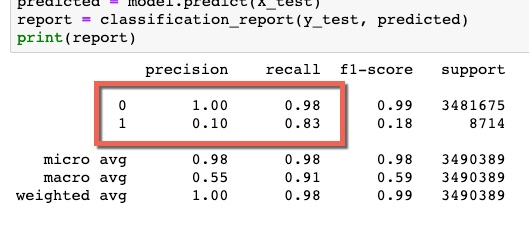 predicted = model.predict(X_test)
report = classification_report(y_test, predicted)
print(report)
precision recall f1-score support
0 1.00 0.98 0.99 3481675
1 0.10 0.83 0.18 8714
micro avg 0.98 0.98 0.98 3490389
macro avg 0.55 0.91 0.59 3490389
weighted avg 1.00 0.98 0.99 3490389